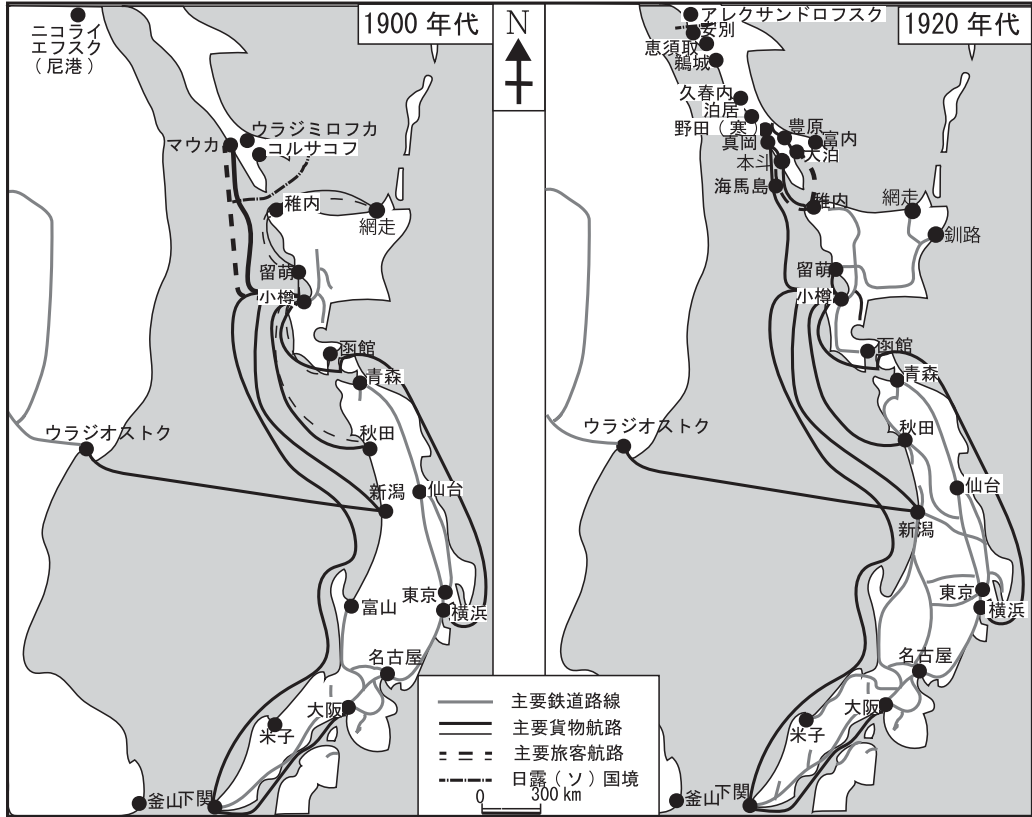 1900 年代
ニコライ
エフスク
（尼港）
マウカ
ウラジミロフカ
コルサコフ
稚内
網走
留萌
小樽
函館
青森
ウラジオストク
秋田
新潟
仙台
東京
横浜
富山
名古屋
大阪
米子
釜山
下関
N
1920 年代
アレクサンドロフスク
安別
恵須取
鵜城
久春内
泊居
野田（寒）
豊原
富内
真岡
大泊
本斗
海馬島
稚内
網走
釧路
留萌
小樽
函館
青森
ウラジオストク
秋田
仙台
新潟
東京
横浜
名古屋
大阪
米子
釜山
下関
主要鉄道路線
主要貨物航路
主要旅客航路
日露（ソ）国境
0
300 km